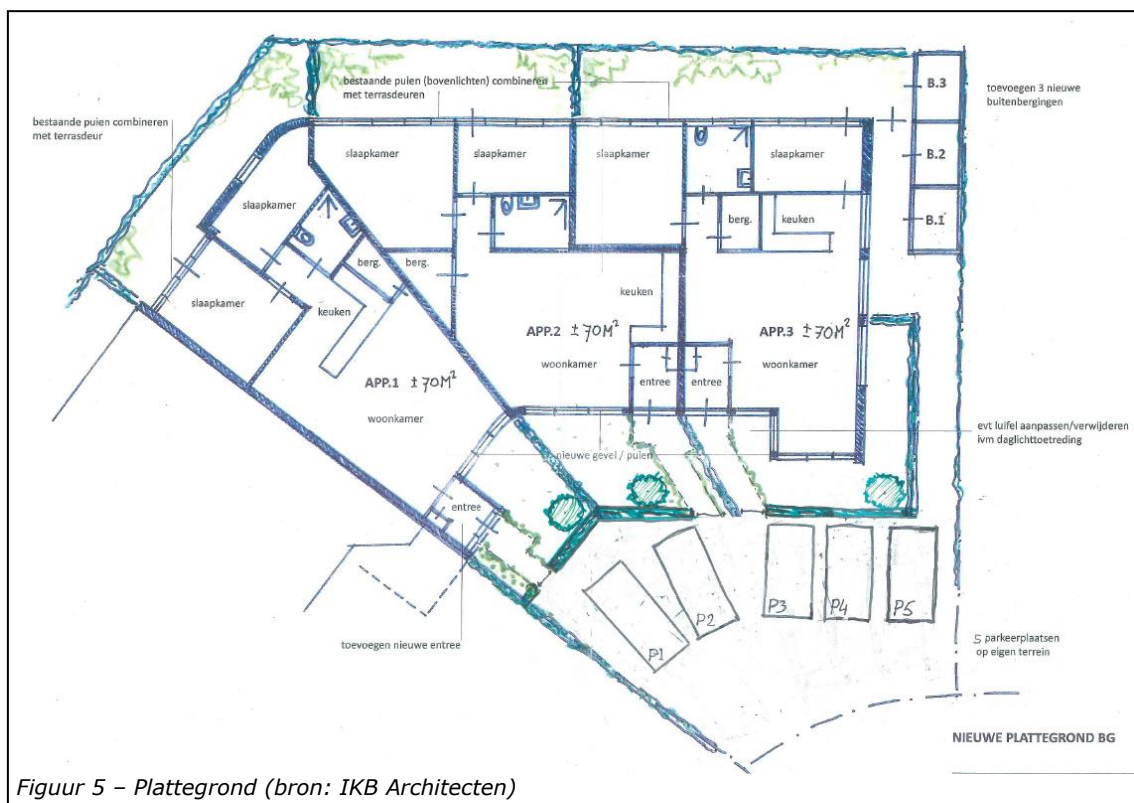 bestaande puien (bovenlichten) combineren
met terrasdeuren
B.3
toevoegen 3 nieuwe
buitenbergingen
bestaande puien combineren
met terrasdeur
B.2
slaapkamer
slaapkamer
slaapkamer
slaapkamer
slaapkamer
B.1
berg.
keuken
berg.
berg.
slaapkamer
keuken
keuken
APP.2 ± 70M²
APP.3 ± 70M²
woonkamer
woonkamer
APP.1 ± 70M²
entree
entree
woonkamer
evt luifel aanpassen/verwijderen
ivm daglichttoetreding
nieuwe gevel / puien
entree
P1
P2
P3
P4
P5
toevoegen nieuwe entree
5 parkeerplaatsen
op eigen terrein
NIEUWE PLATTEGROND BG
Figuur 5 – Plattegrond (bron: IKB Architecten)